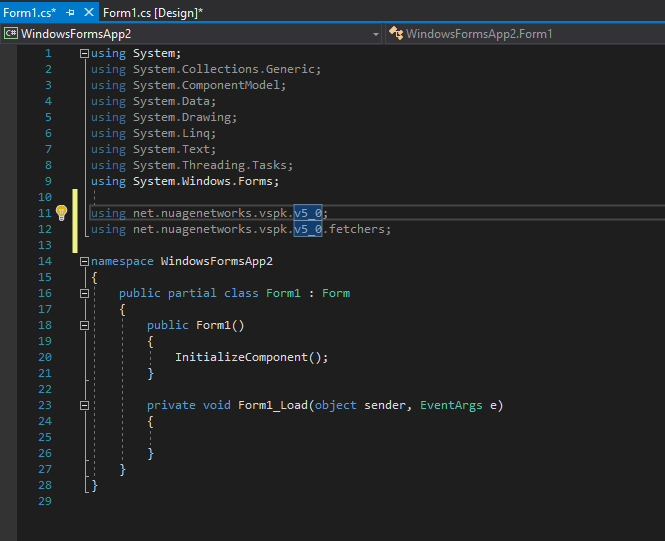 Form1.cs* Form1.cs [Design]*
C# WindowsFormsApp2 WindowsFormsApp2.Form1
1 using System;
2 using System.Collections.Generic;
3 using System.ComponentModel;
4 using System.Data;
5 using System.Drawing;
6 using System.Linq;
7 using System.Text;
8 using System.Threading.Tasks;
9 using System.Windows.Forms;
10
11 using net.nuagenetworks.vspk.v5_0;
12 using net.nuagenetworks.vspk.v5_0.fetchers;
13
14 namespace WindowsFormsApp2
15 {
16 public partial class Form1 : Form
17 {
18 public Form1()
19 {
20 InitializeComponent();
21 }
22
23 private void Form1_Load(object sender, EventArgs e)
24 {
25
26 }
27 }
28 }
29